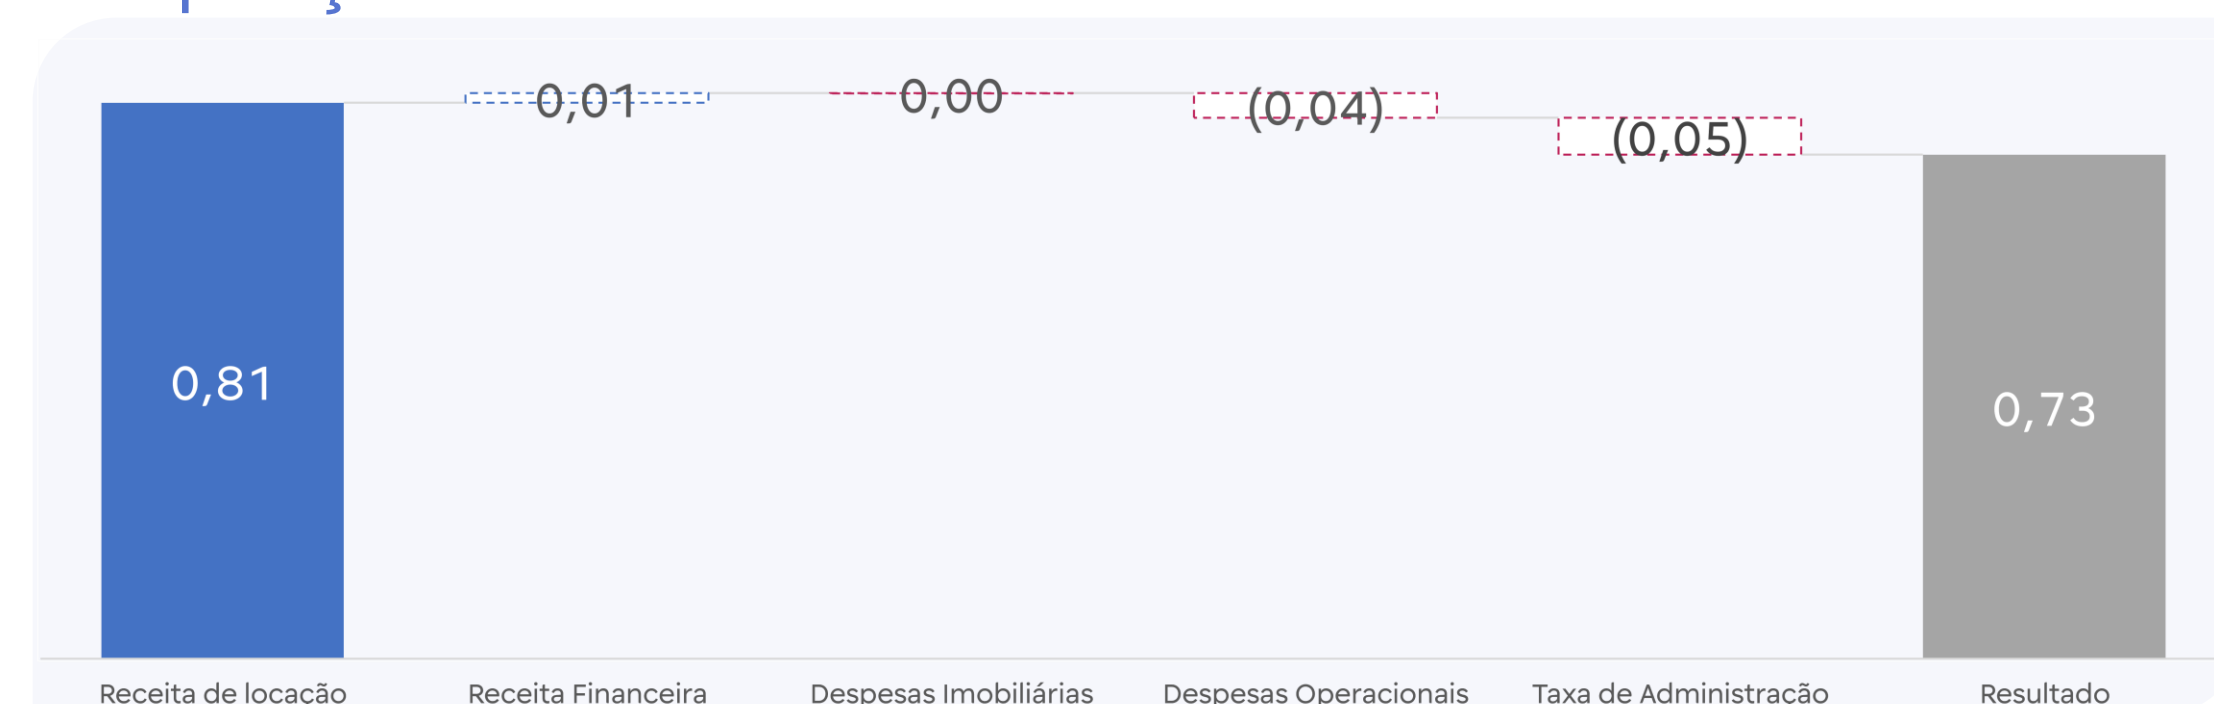 0,01
0,00
(0,04)
(0,05)
0,81
0,73
Receita de locação
Receita Financeira
Despesas Imobiliárias
Despesas Operacionais
Taxa de Administração
Resultado